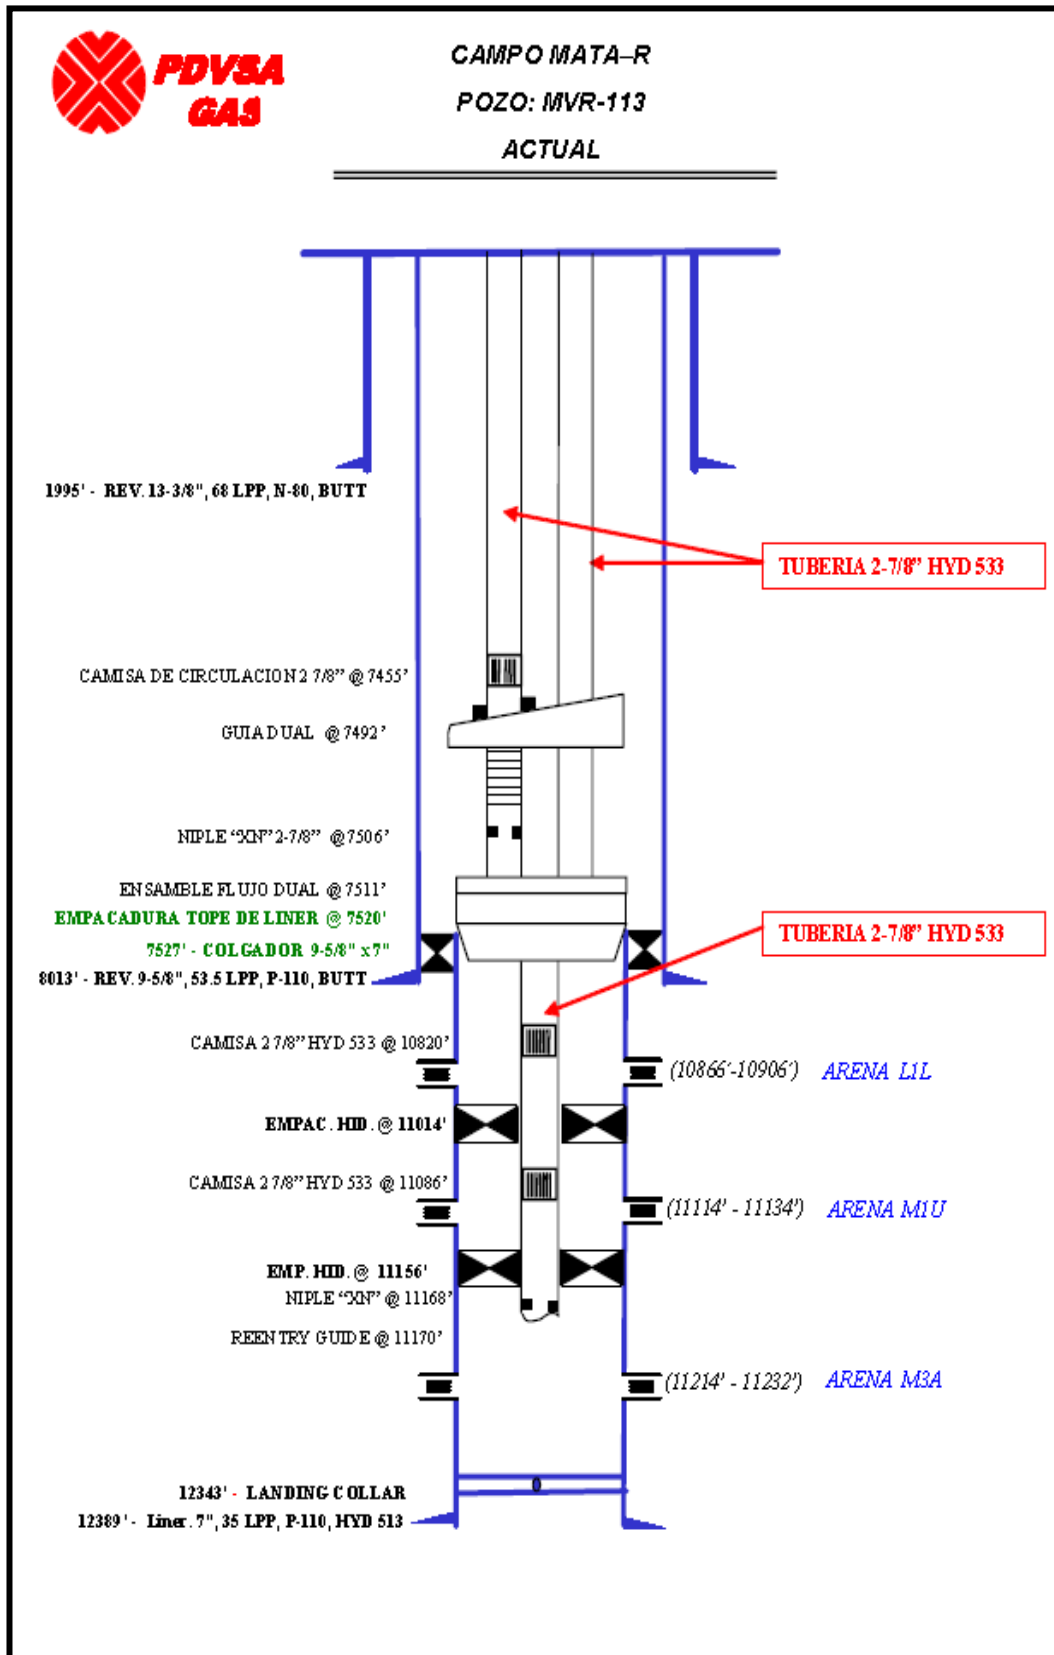 PDVSA
GAS
CAMPO MATA–R
POZO: MVR-113
ACTUAL
1995' - REV. 13-3/8", 68 LPP, N-80, BUTT
TUBERIA 2-7/8" HYD 533
CAMISA DE CIRCULACION 2 7/8" @ 7455'
GUIA DUAL @ 7492'
NIPLE "XN" 2-7/8" @ 7506'
ENSAMBLE FLUJO DUAL @ 7511'
EMPACADURA TOPE DE LINER @ 7520'
TUBERIA 2-7/8" HYD 533
7527' - COLGADOR 9-5/8" x 7"
8013' - REV. 9-5/8", 53.5 LPP, P-110, BUTT
CAMISA 2 7/8" HYD 533 @ 10820'
(10866'-10906') ARENA L1L
EMPAC. HID. @ 11014'
CAMISA 2 7/8" HYD 533 @ 11086'
(11114' - 11134') ARENA M1U
EMP. HID. @ 11156'
NIPLE "XN" @ 11168'
REENTRY GUIDE @ 11170'
(11214' - 11232') ARENA M3A
12343' - LANDING COLLAR
12389' - Liner. 7", 35 LPP, P-110, HYD 513